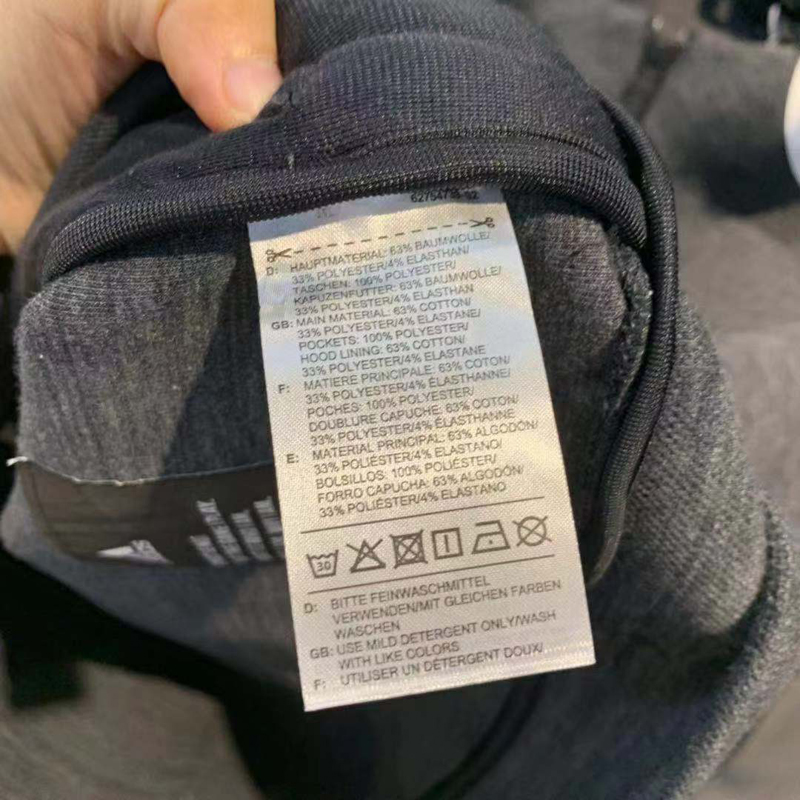 D: HAUPTMATERIAL: 63% BAUMWOLLE/
33% POLYESTER/4% ELASTHAN/
TASCHEN: 100% POLYESTER/
KAPUZENFUTTER: 63% BAUMWOLLE/
33% POLYESTER/4% ELASTHAN
GB: MAIN MATERIAL: 63% COTTON/
33% POLYESTER/4% ELASTANE/
POCKETS: 100% POLYESTER/
HOOD LINING: 63% COTTON/
33% POLYESTER/4% ELASTANE
F: MATIERE PRINCIPALE: 63% COTON/
33% POLYESTER/4% ÉLASTHANNE/
POCHES: 100% POLYESTER/
DOUBLURE CAPUCHE: 63% COTON/
33% POLYESTER/4% ÉLASTHANNE
E: MATERIAL PRINCIPAL: 63% ALGODÓN/
33% POLIÉSTER/4% ELASTANO/
BOLSILLOS: 100% POLIÉSTER/
FORRO CAPUCHA: 63% ALGODÓN/
33% POLIÉSTER/4% ELASTANO
30
D: BITTE FEINWASCHMITTEL
VERWENDEN/MIT GLEICHEN FARBEN
WASCHEN
GB: USE MILD DETERGENT ONLY/WASH
WITH LIKE COLORS
F: UTILISER UN DÉTERGENT DOUX/